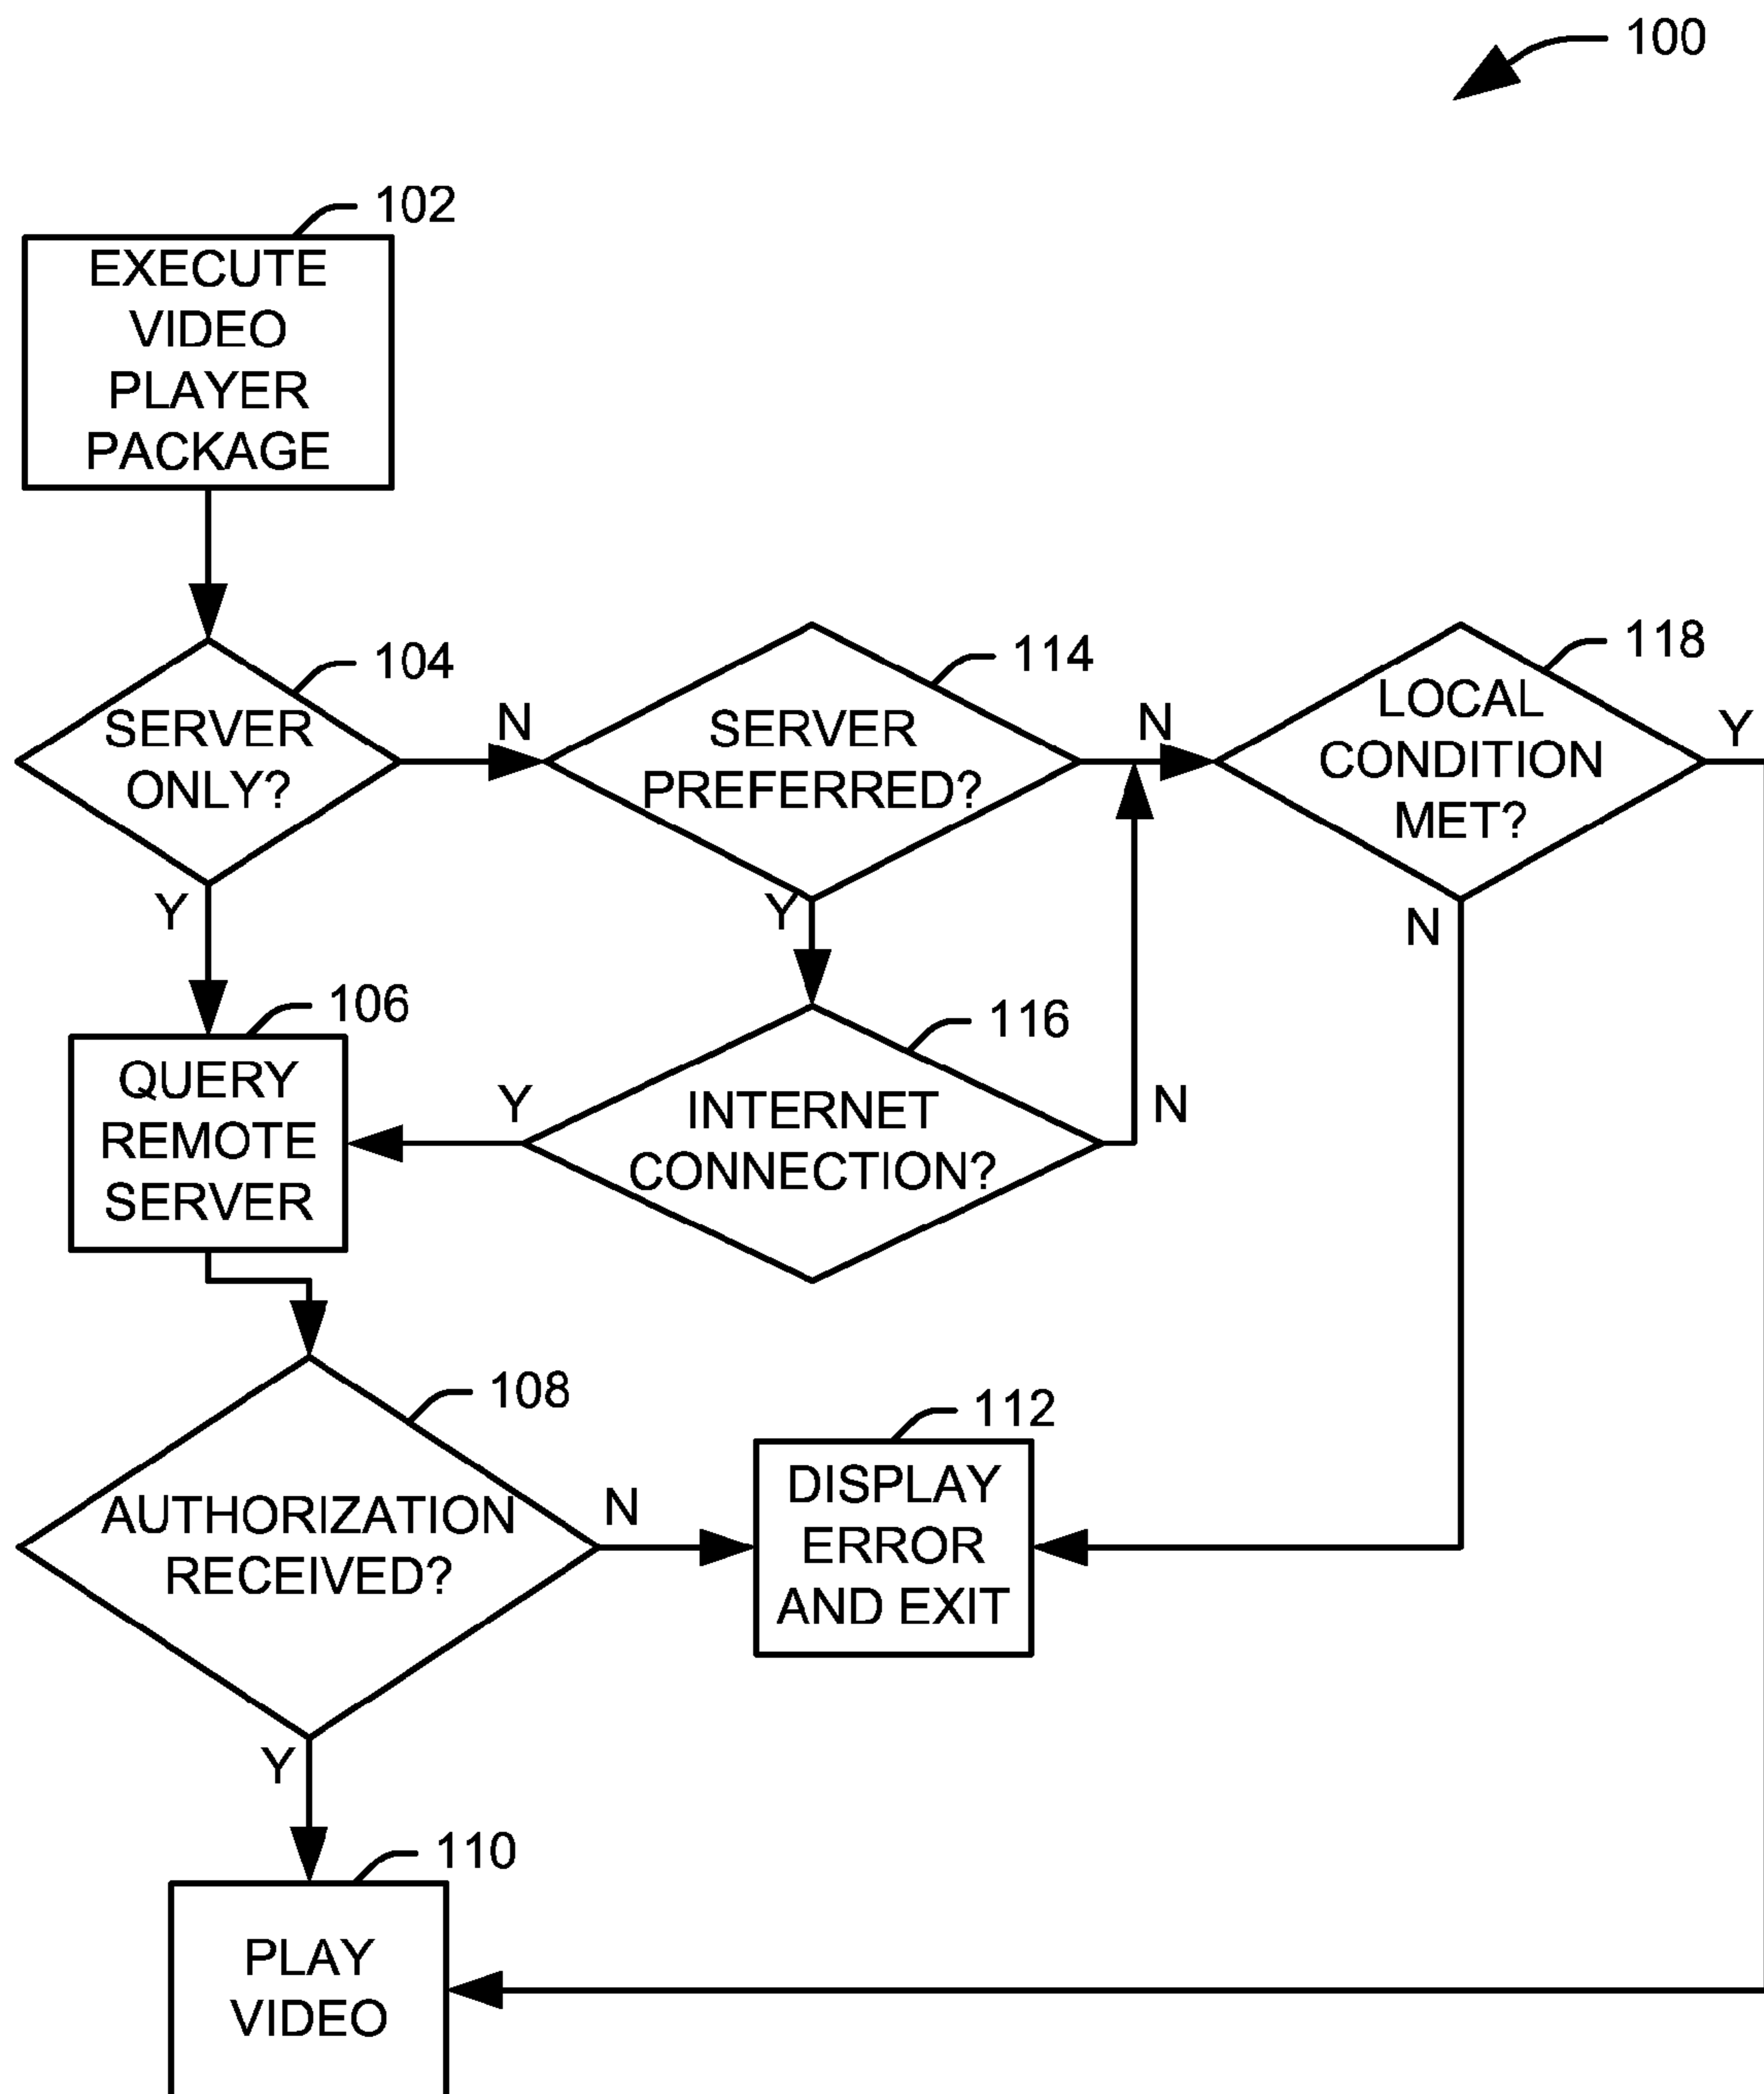 100
102
EXECUTE
VIDEO
PLAYER
PACKAGE
104
SERVER
ONLY?
N
Y
114
SERVER
PREFERRED?
N
Y
118
LOCAL
CONDITION
MET?
Y
N
106
QUERY
REMOTE
SERVER
116
INTERNET
CONNECTION?
Y
N
108
AUTHORIZATION
RECEIVED?
N
Y
112
DISPLAY
ERROR
AND EXIT
110
PLAY
VIDEO